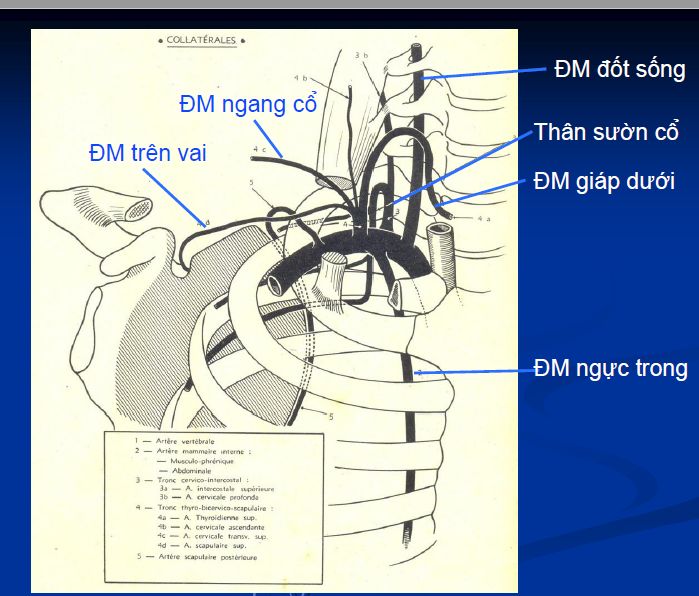 • COLLATÉRALES •
3 b
4 b
ĐM đốt sống
ĐM ngang cổ
Thân sườn cổ
4 c
ĐM trên vai
5
ĐM giáp dưới
4 d
4
3
4 a
ĐM ngực trong
2
5
1 — Artère vertébrale
2 — Artère mammaire interne :
— Musculo-phrénique
— Abdominale
3 — Tronc cervico-intercostal :
3a — A. intercostale supérieure
3b — A. cervicale profonda
4 — Tronc thyro-bicervico-scapulaire :
4a — A. Thyroïdienne sup.
4b — A. cervicale ascendante
4c — A. cervicale transv. sup.
4d — A. scapulaire sup.
5 — Artère scapulaire postérieure